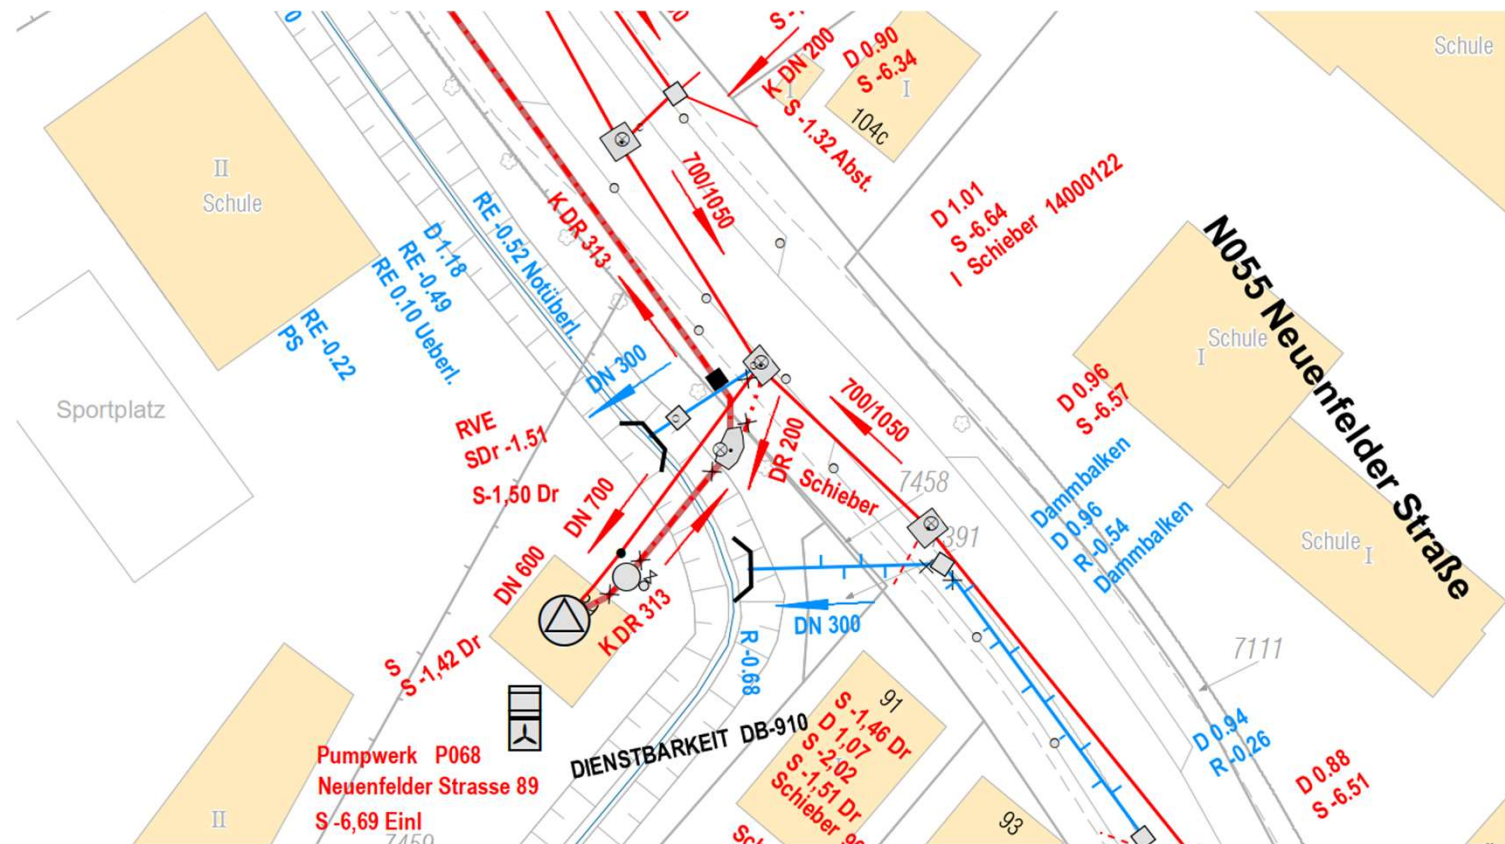 S -
K DN 200
D 0.90
S -6.34
I
I
104c
S -1.32 Abst.
Schule
II
Schule
700/1050
K DR 313
RE -0.52 Notüberl.
D 1.18
RE -0.49
RE 0.10 Ueberl.
RE -0.22
PS
D 1.01
S -6.64
I Schieber 14000122
N055 Neuenfelder Straße
Schule
I
Sportplatz
DN 300
RVE
SDr -1.51
S-1,50 Dr
DN 700
DR 200
700/1050
Schieber
7458
D 0.96
S -6.57
Dammbalken
D 0.96
R -0.54
Dammbalken
Schule
I
DN 600
K DR 313
DN 300
R -0.68
S
S -1,42 Dr
7111
DIENSTBARKEIT DB-910
91
S -1,46 Dr
D 1,07
S -2,02
S -1,51 Dr
Schieber
D 0.94
R -0.26
D 0.88
S -6.51
Pumpwerk P068
Neuenfelder Strasse 89
S -6,69 Einl
II
93